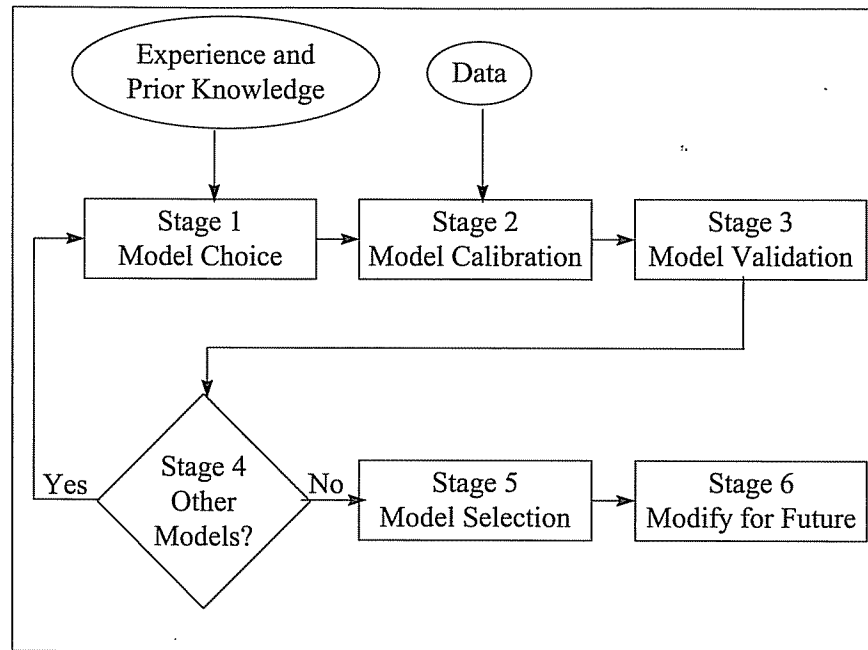 Experience and
Prior Knowledge
Data
Stage 1
Model Choice
Stage 2
Model Calibration
Stage 3
Model Validation
Stage 4
Other
Models?
Yes
No
Stage 5
Model Selection
Stage 6
Modify for Future